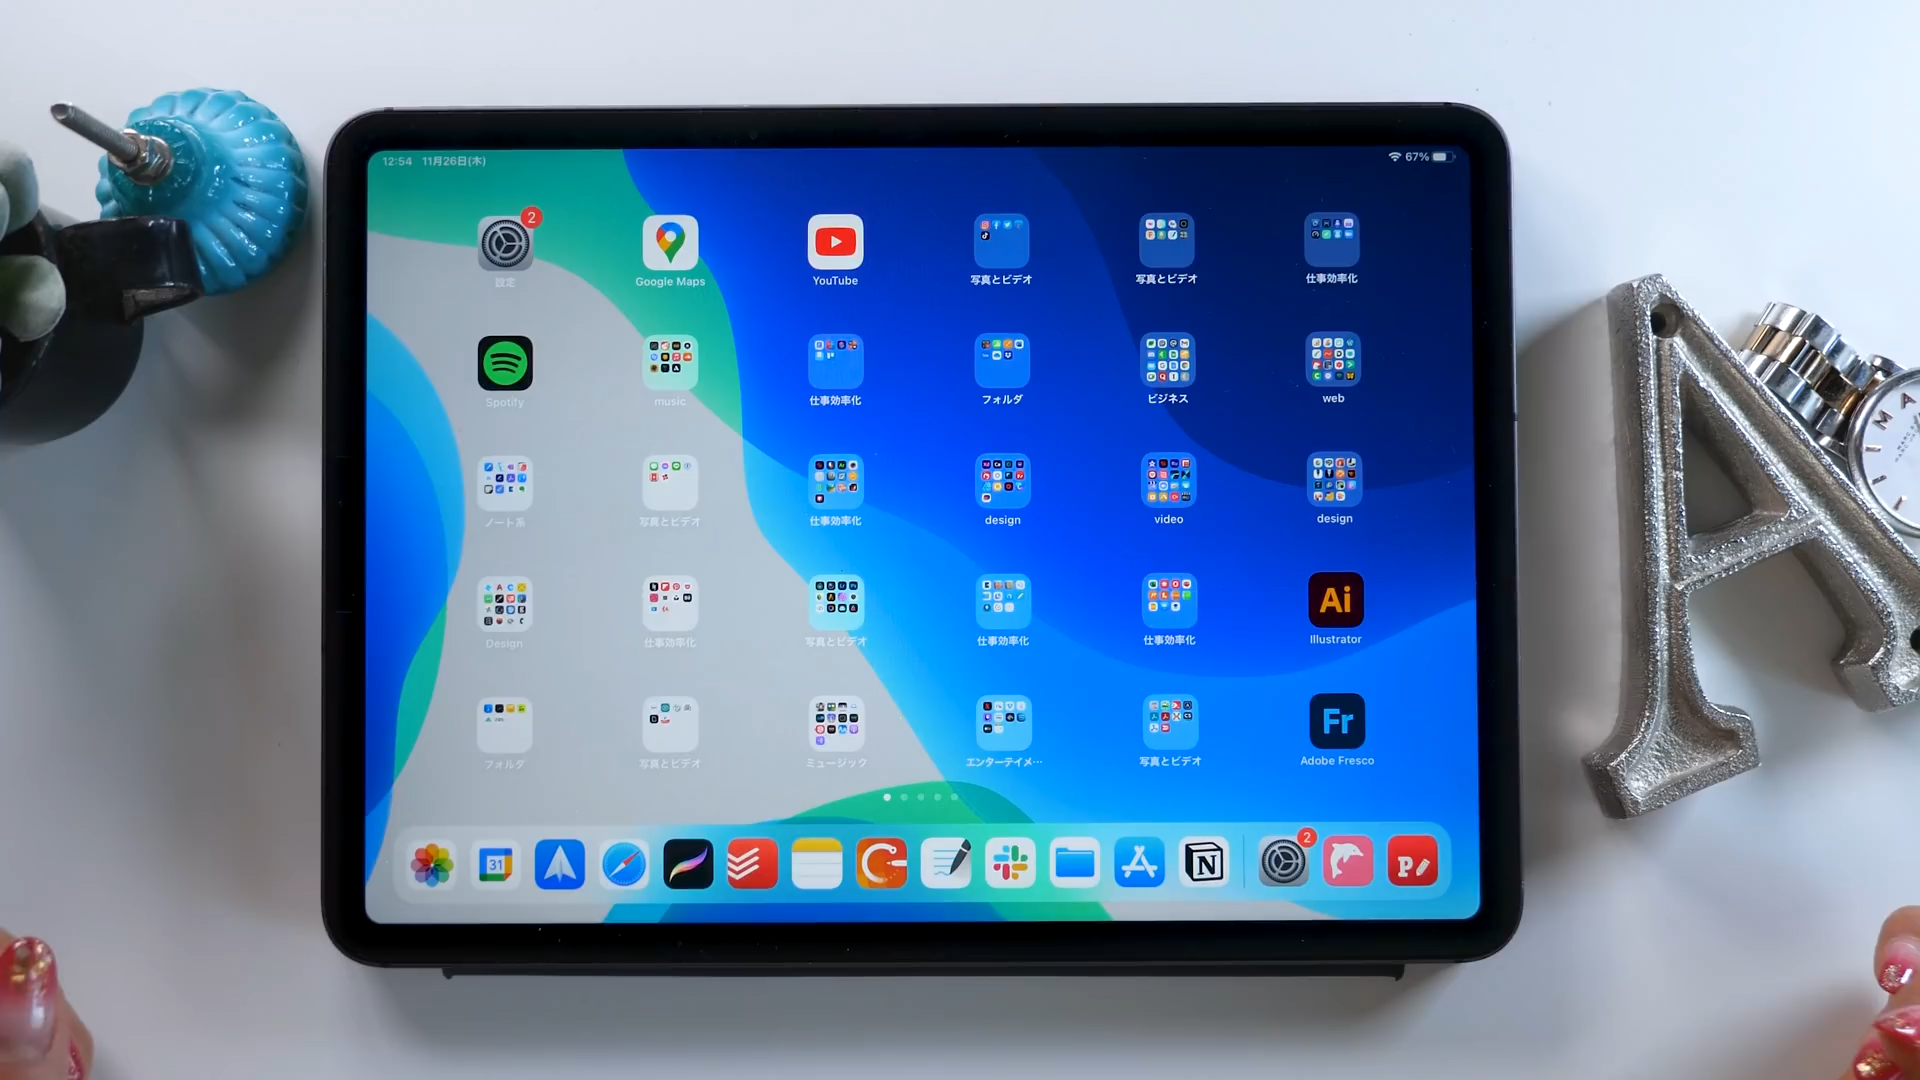 12:54 11月26日(木)
67%
2
設定
Google Maps
YouTube
写真とビデオ
写真とビデオ
仕事効率化
Spotify
music
仕事効率化
フォルダ
ビジネス
web
ノート系
写真とビデオ
仕事効率化
design
video
design
Design
仕事効率化
写真とビデオ
仕事効率化
仕事効率化
Ai
Illustrator
フォルダ
写真とビデオ
ミュージック
エンターテイメ…
写真とビデオ
Fr
Adobe Fresco
31
N
2
P
A